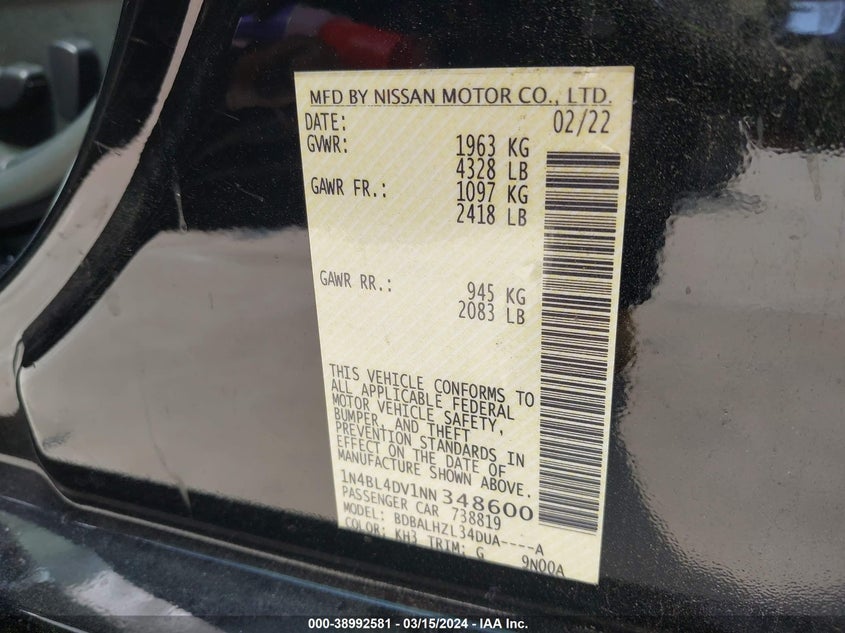 MFD BY NISSAN MOTOR CO., LTD.
DATE: 02/22
GVWR: 1963 KG
4328 LB
GAWR FR.: 1097 KG
2418 LB
GAWR RR.: 945 KG
2083 LB
THIS VEHICLE CONFORMS TO
ALL APPLICABLE FEDERAL
MOTOR VEHICLE SAFETY,
BUMPER, AND THEFT
PREVENTION STANDARDS IN
EFFECT ON THE DATE OF
MANUFACTURE SHOWN ABOVE.
1N4BL4DV1NN348600
PASSENGER CAR 738819
MODEL: BDBALHZL34DUA----A
COLOR: KH3 TRIM: G 9N00A
000-38992581 - 03/15/2024 - IAA Inc.